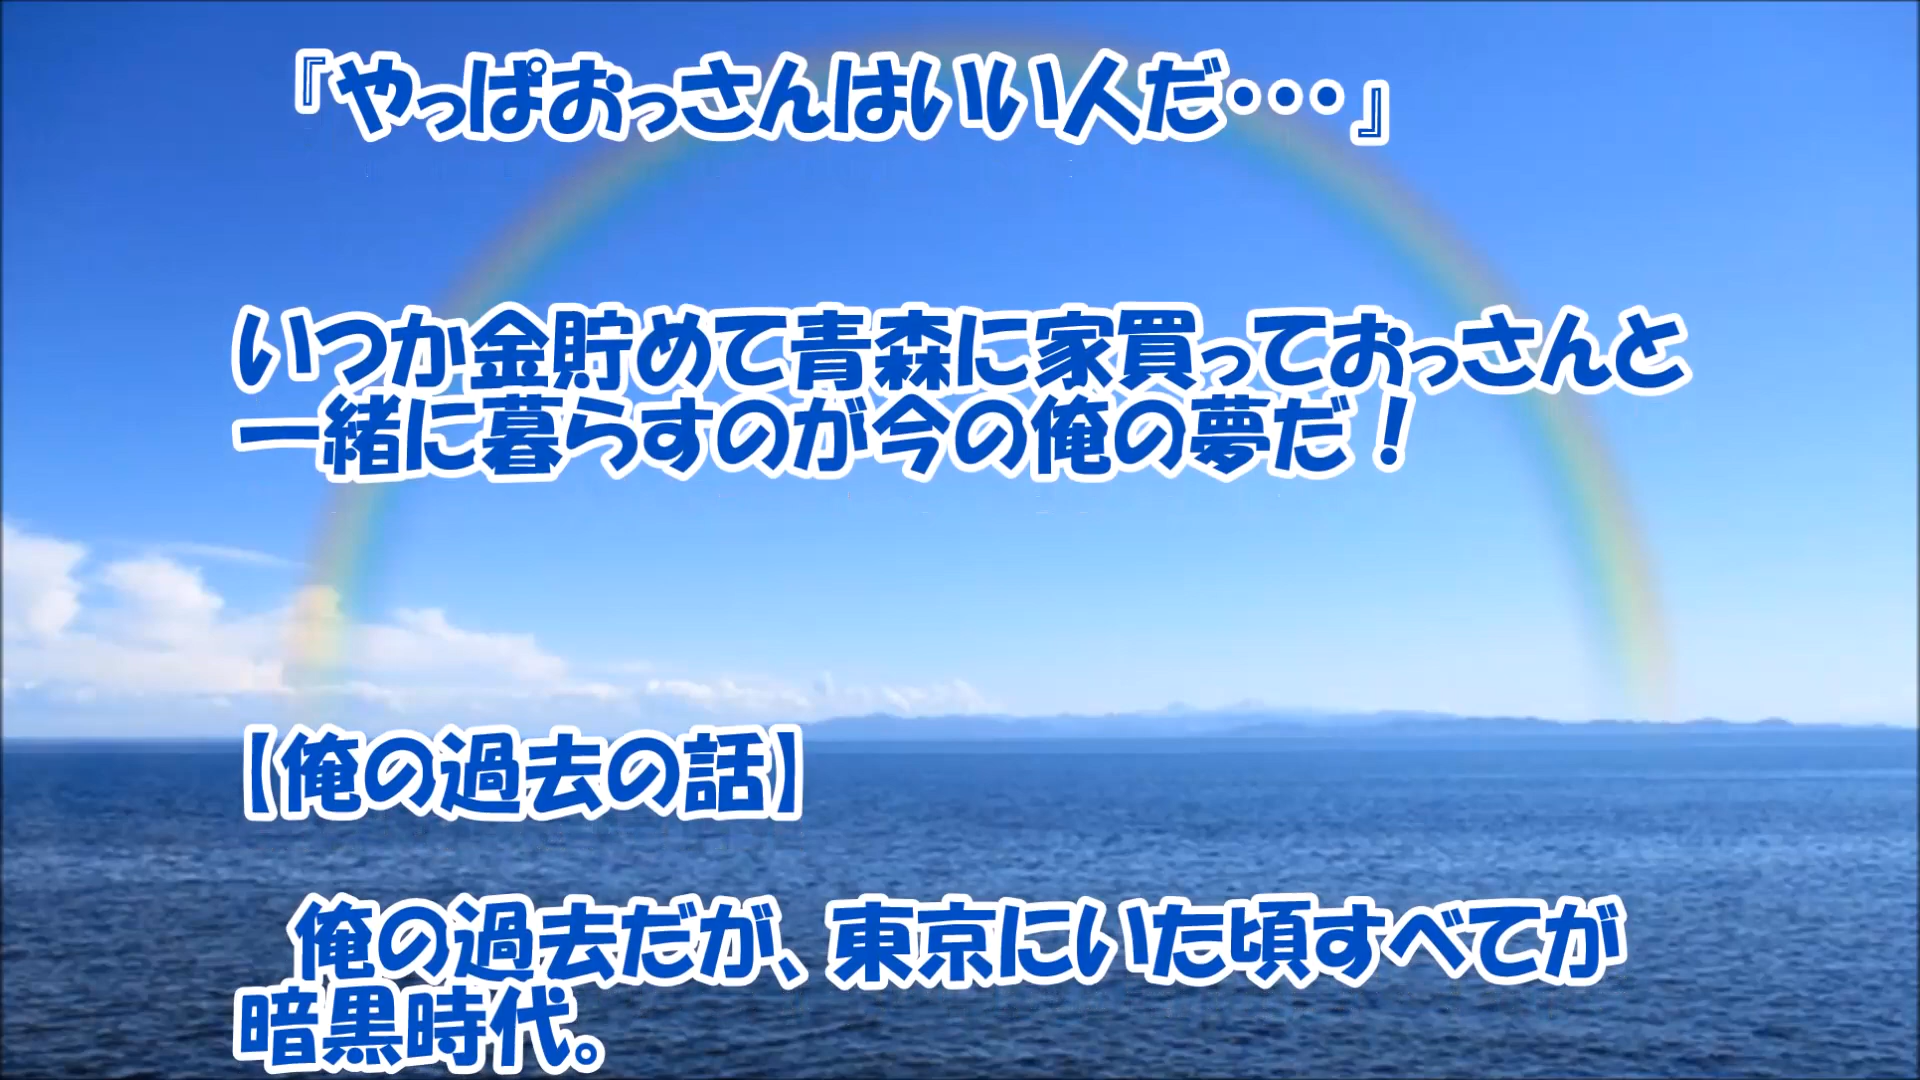 『やっぱおっさんはいい人だ･･･』
いつか金貯めて青森に家買っておっさんと
一緒に暮らすのが今の俺の夢だ！
【俺の過去の話】
俺の過去だが、東京にいた頃すべてが
暗黒時代。